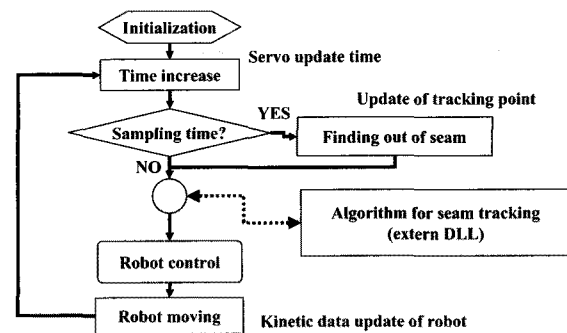 Initialization
Servo update time
Time increase
Update of tracking point
YES
Sampling time?
Finding out of seam
NO
Algorithm for seam tracking
(extern DLL)
Robot control
Robot moving
Kinetic data update of robot